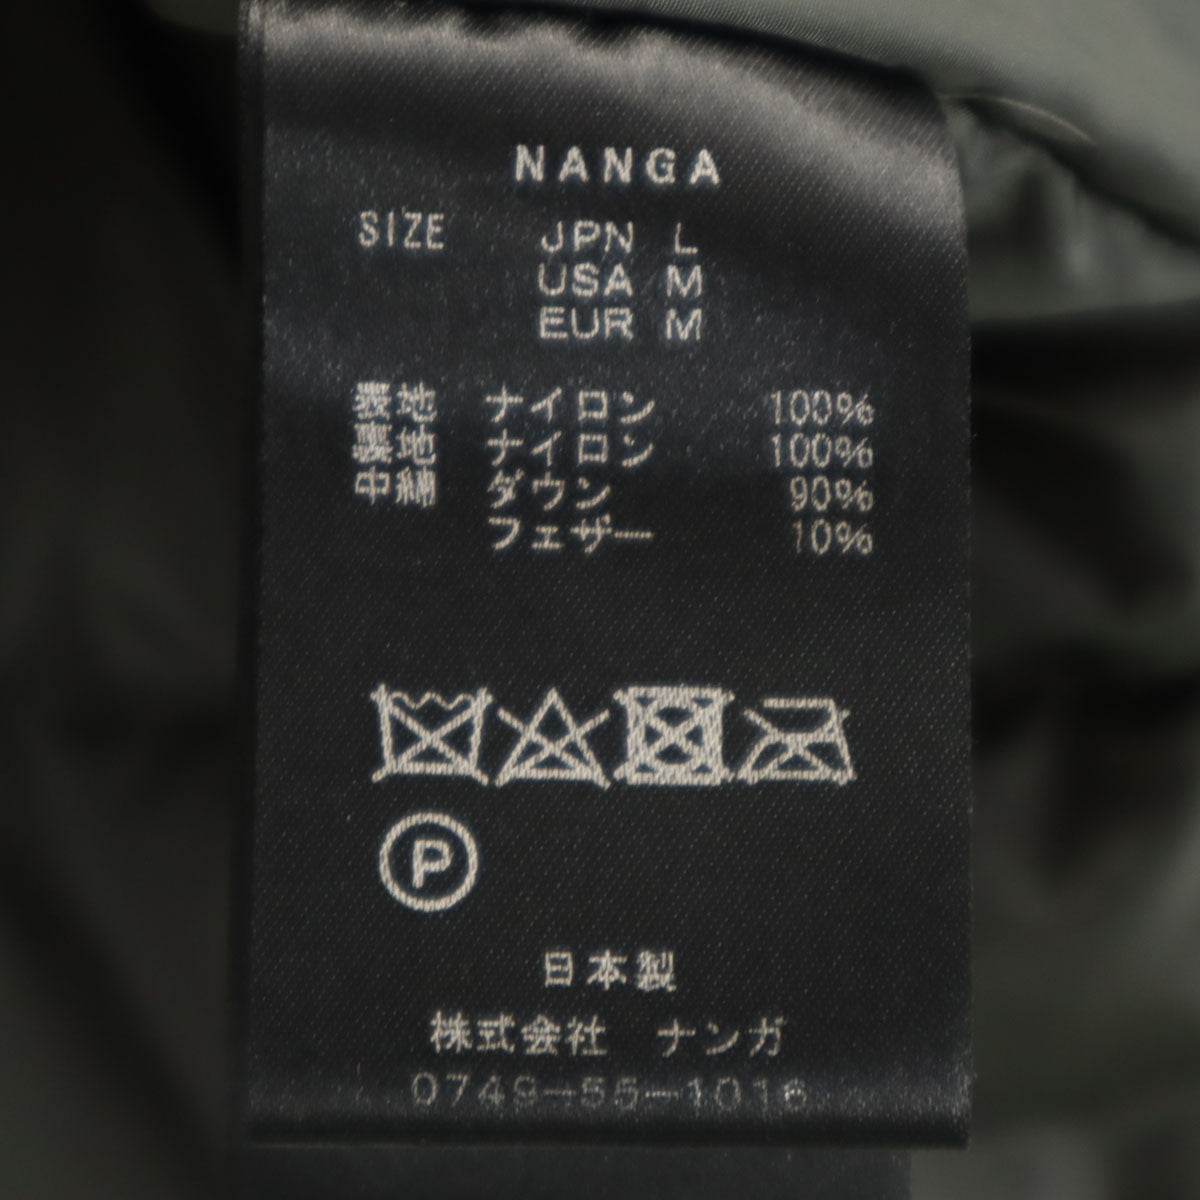 NANGA
SIZE JPN L
USA M
EUR M
表地 ナイロン 100%
裏地 ナイロン 100%
中綿 ダウン 90%
フェザー 10%
P
日本製
株式会社 ナンガ
0749-55-1016